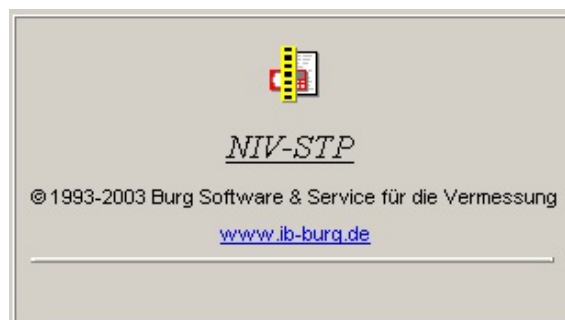 NIV-STP
© 1993-2003 Burg Software & Service für die Vermessung
www.ib-burg.de